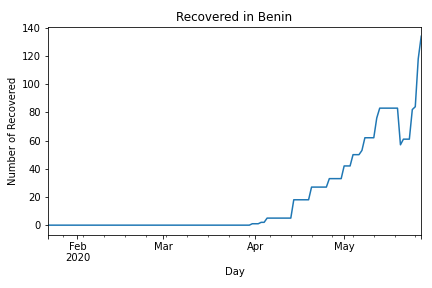 Recovered in Benin
Number of Recovered
140
120
100
80
60
40
20
0
Feb
2020
Mar
Apr
May
Day